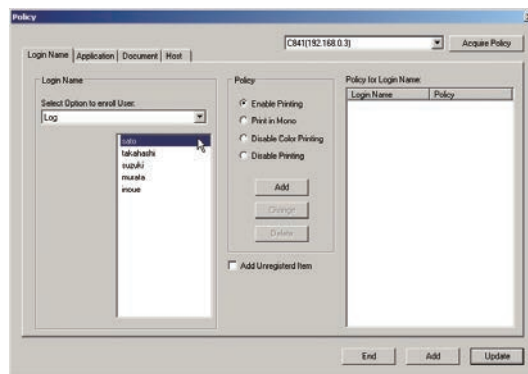 Policy
C841(192.168.0.3)
Acquire Policy
Login Name
Application
Document
Host
Login Name
Select Option to enroll User:
Log
sato
takahashi
suzuki
murata
inoue
Policy
Enable Printing
Print in Mono
Disable Color Printing
Disable Printing
Add
Change
Delete
Add Unregisterd Item
Policy for Login Name:
Login Name
Policy
End
Add
Update